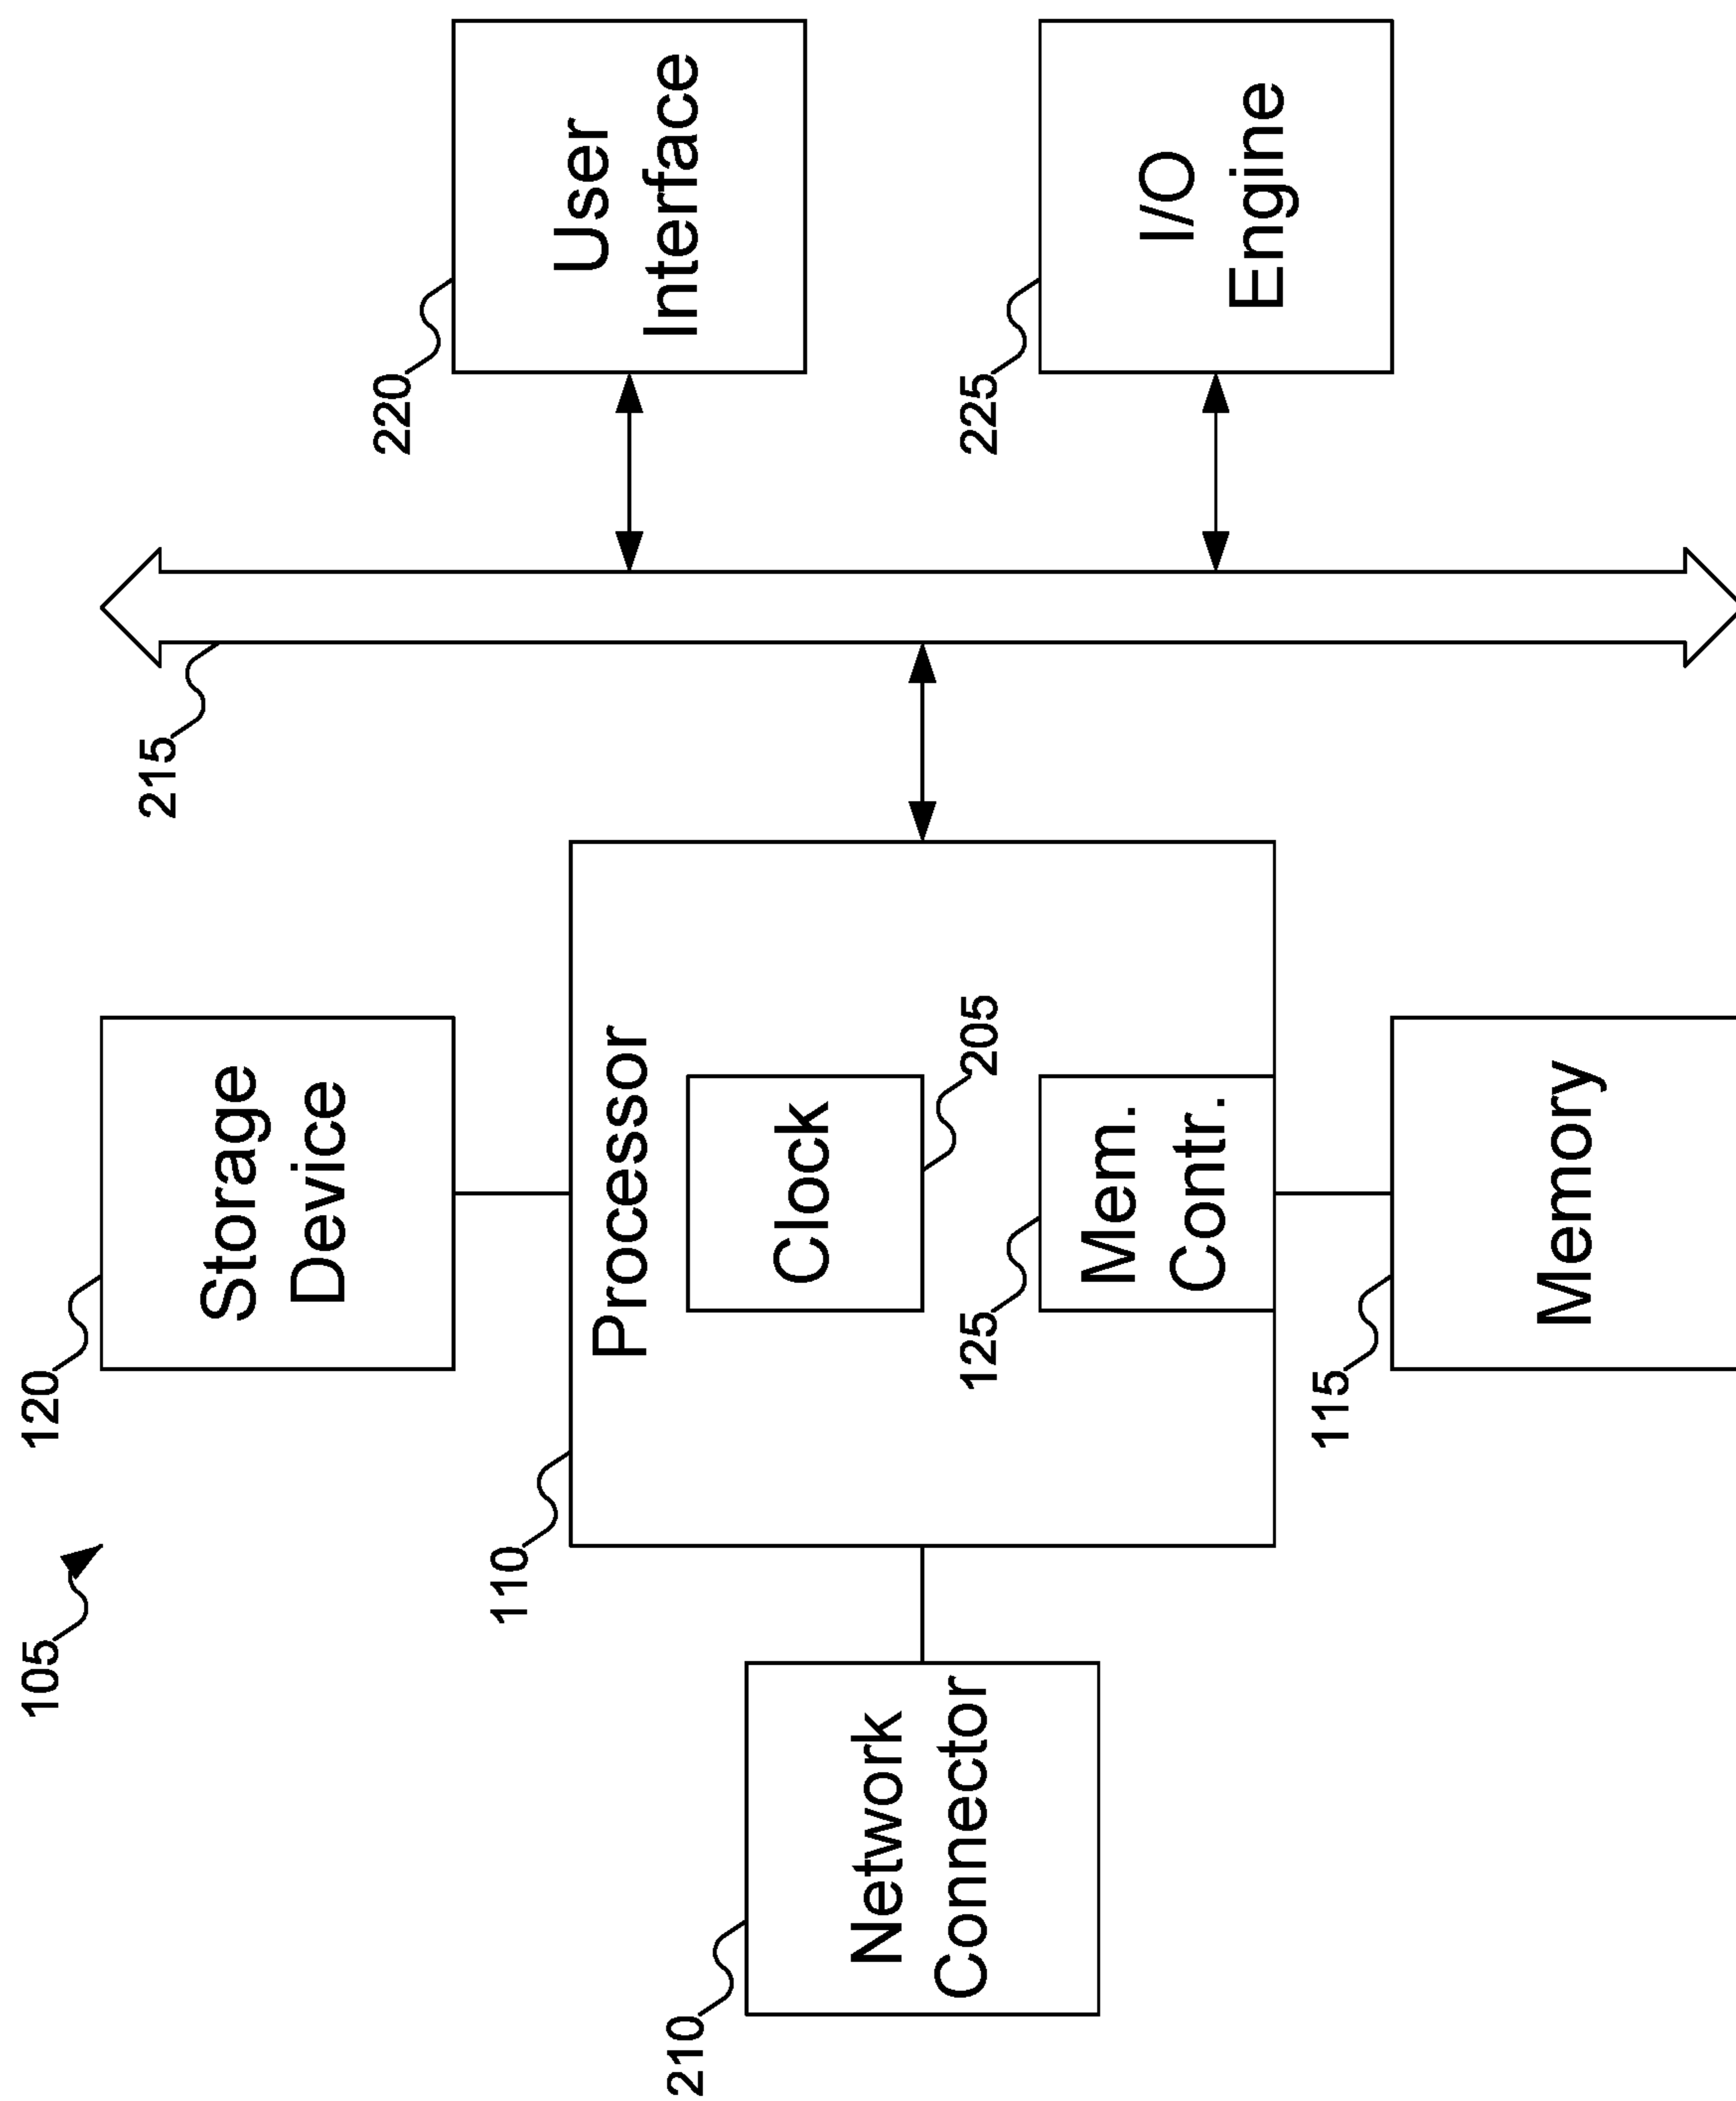 105
120
Storage
Device
215
220
User
Interface
110
Processor
Clock
205
125
Mem.
Contr.
210
Network
Connector
225
I/O
Engine
115
Memory